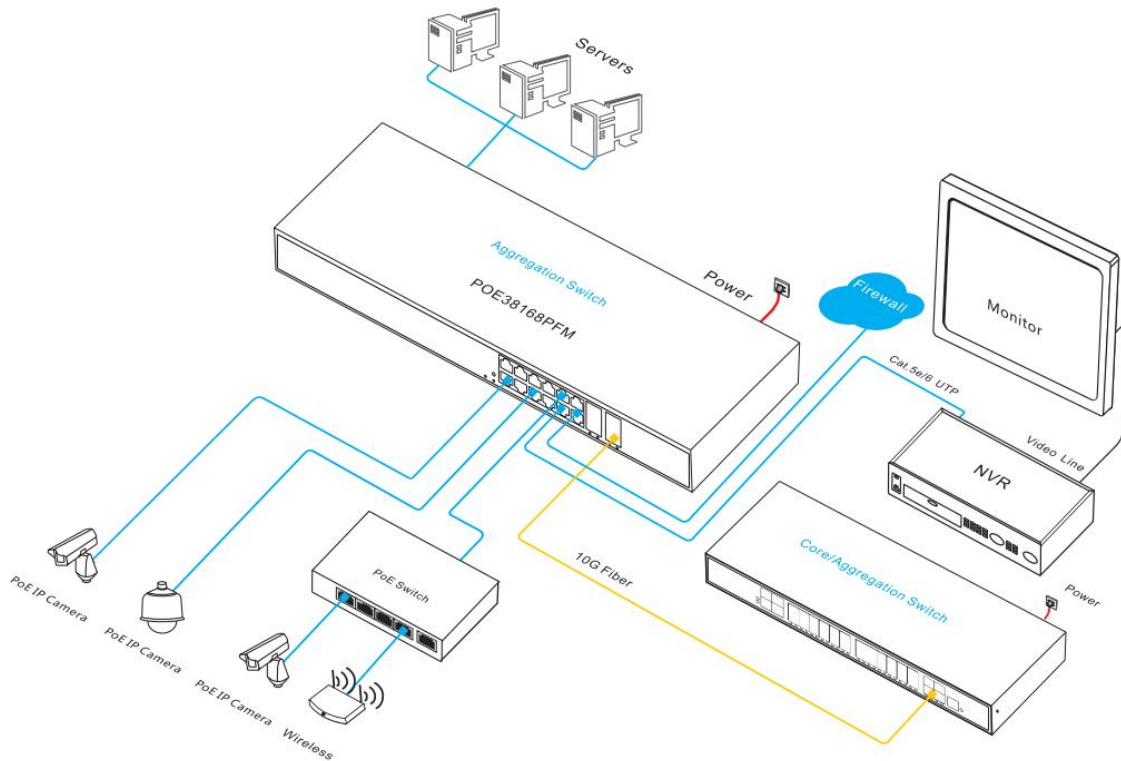 Servers
Aggregation Switch
POE38168PFM
Power
Firewall
Monitor
Cat.5e/6 UTP
Video Line
NVR
10G Fiber
Core/Aggregation Switch
Power
PoE Switch
PoE IP Camera
PoE IP Camera
PoE IP Camera
Wireless